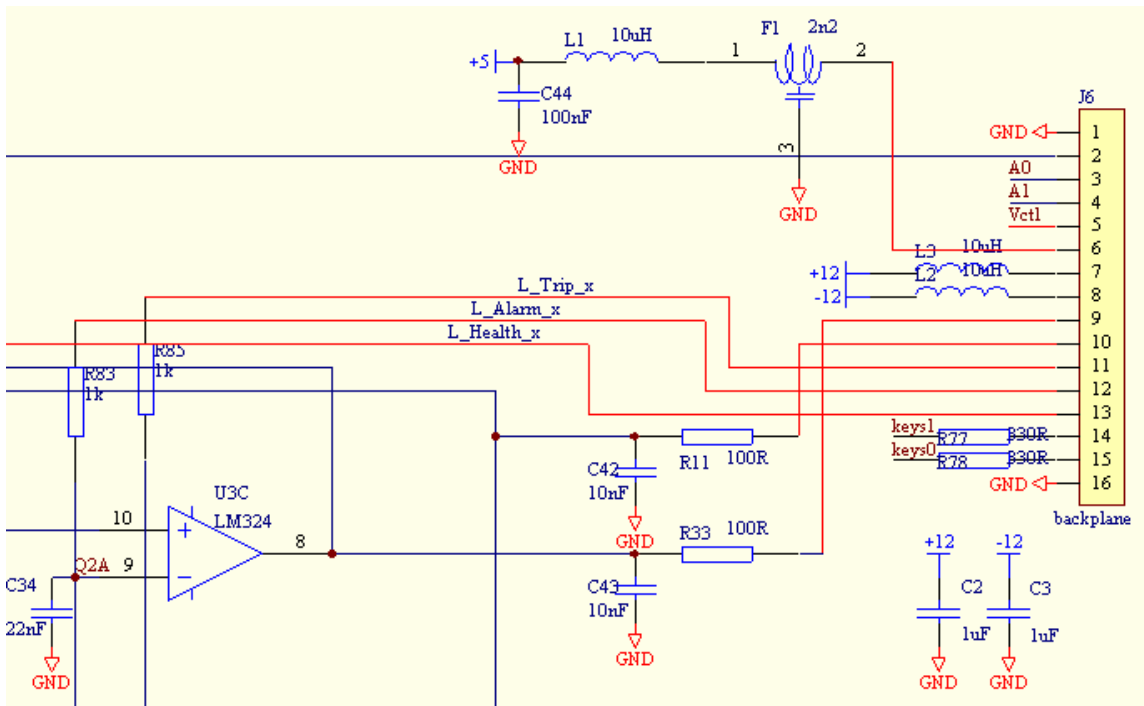 F1 2n2
L1 10uH
+5 1 2
C44
100nF
GND
3
GND
J6
GND 1
2
A0 3
A1 4
Vctl 5
6
L3 10uH
+12 7
L2 10uH
-12 8
9
10
11
12
13
14
15
GND 16
backplane
L_Trip_x
L_Alarm_x
L_Health_x
R85
1k
R83
1k
keys1 R77 330R
keys0 R78 330R
C42
10nF
GND
R11 100R
R33 100R
C43
10nF
GND
U3C
LM324
10 +
8
Q2A 9 -
C34
22nF
GND
+12 -12
C2 C3
1uF 1uF
GND GND